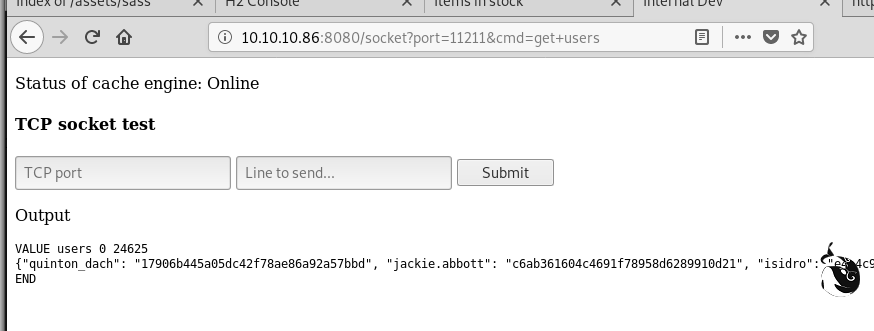 Index of /assets/sass
H2 Console
Items in stock
Internal Dev
http
10.10.10.86:8080/socket?port=11211&cmd=get+users
Status of cache engine: Online
TCP socket test
TCP port
Line to send...
Submit
Output
VALUE users 0 24625
{"quinton_dach": "17906b445a05dc42f78ae86a92a57bbd", "jackie.abbott": "c6ab361604c4691f78958d6289910d21", "isidro":
END